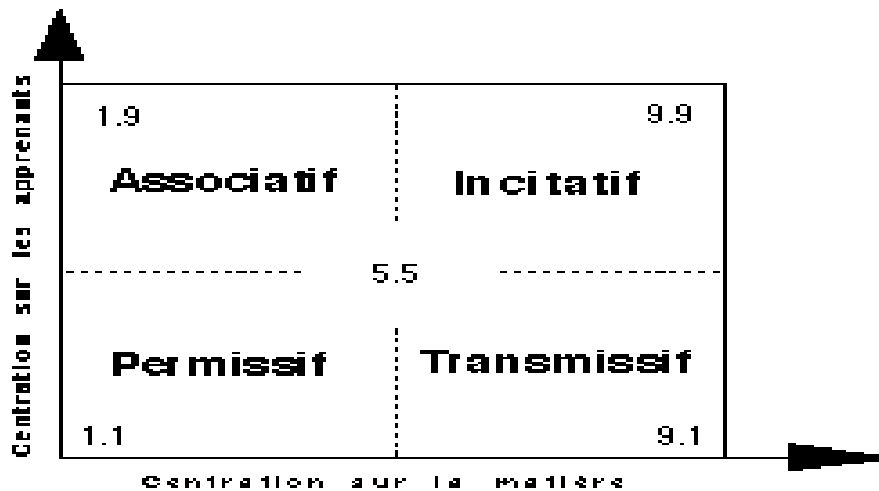 Centration sur les apprenants
1.9 9.9
Associatif Incitatif
5.5
Permissif Transmissif
1.1 9.1
Centration sur la matière